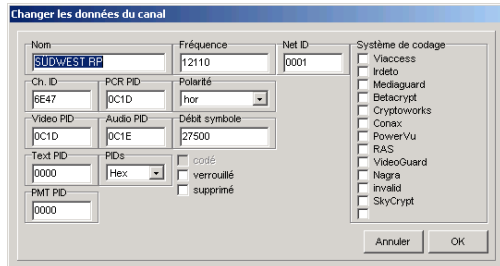 Changer les données du canal
Nom
SÜDWEST RP
Fréquence
12110
Net ID
0001
Système de codage
Viaccess
Irdeto
Mediaguard
Betacrypt
Cryptoworks
Conax
PowerVu
RAS
VideoGuard
Nagra
invalid
SkyCrypt
Ch. ID
6E47
PCR PID
0C1D
Polarité
hor
Video PID
0C1D
Audio PID
0C1E
Débit symbole
27500
Text PID
0000
PIDs
Hex
codé
verrouillé
supprimé
PMT PID
0000
Annuler
OK